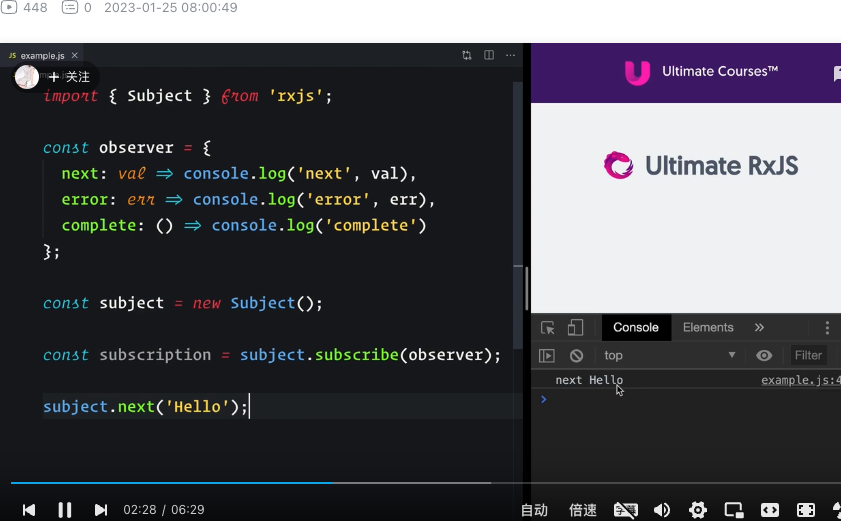 448 0 2023-01-25 08:00:49
JS example.js ×
+ 关注
Ultimate Courses™
import { Subject } from 'rxjs';
Ultimate RxJS
const observer = {
next: val => console.log('next', val),
error: err => console.log('error', err),
complete: () => console.log('complete')
};
const subject = new Subject();
Console Elements »
const subscription = subject.subscribe(observer);
top Filter
next Hello example.js:4
subject.next('Hello');
02:28 / 06:29 自动 倍速 字幕